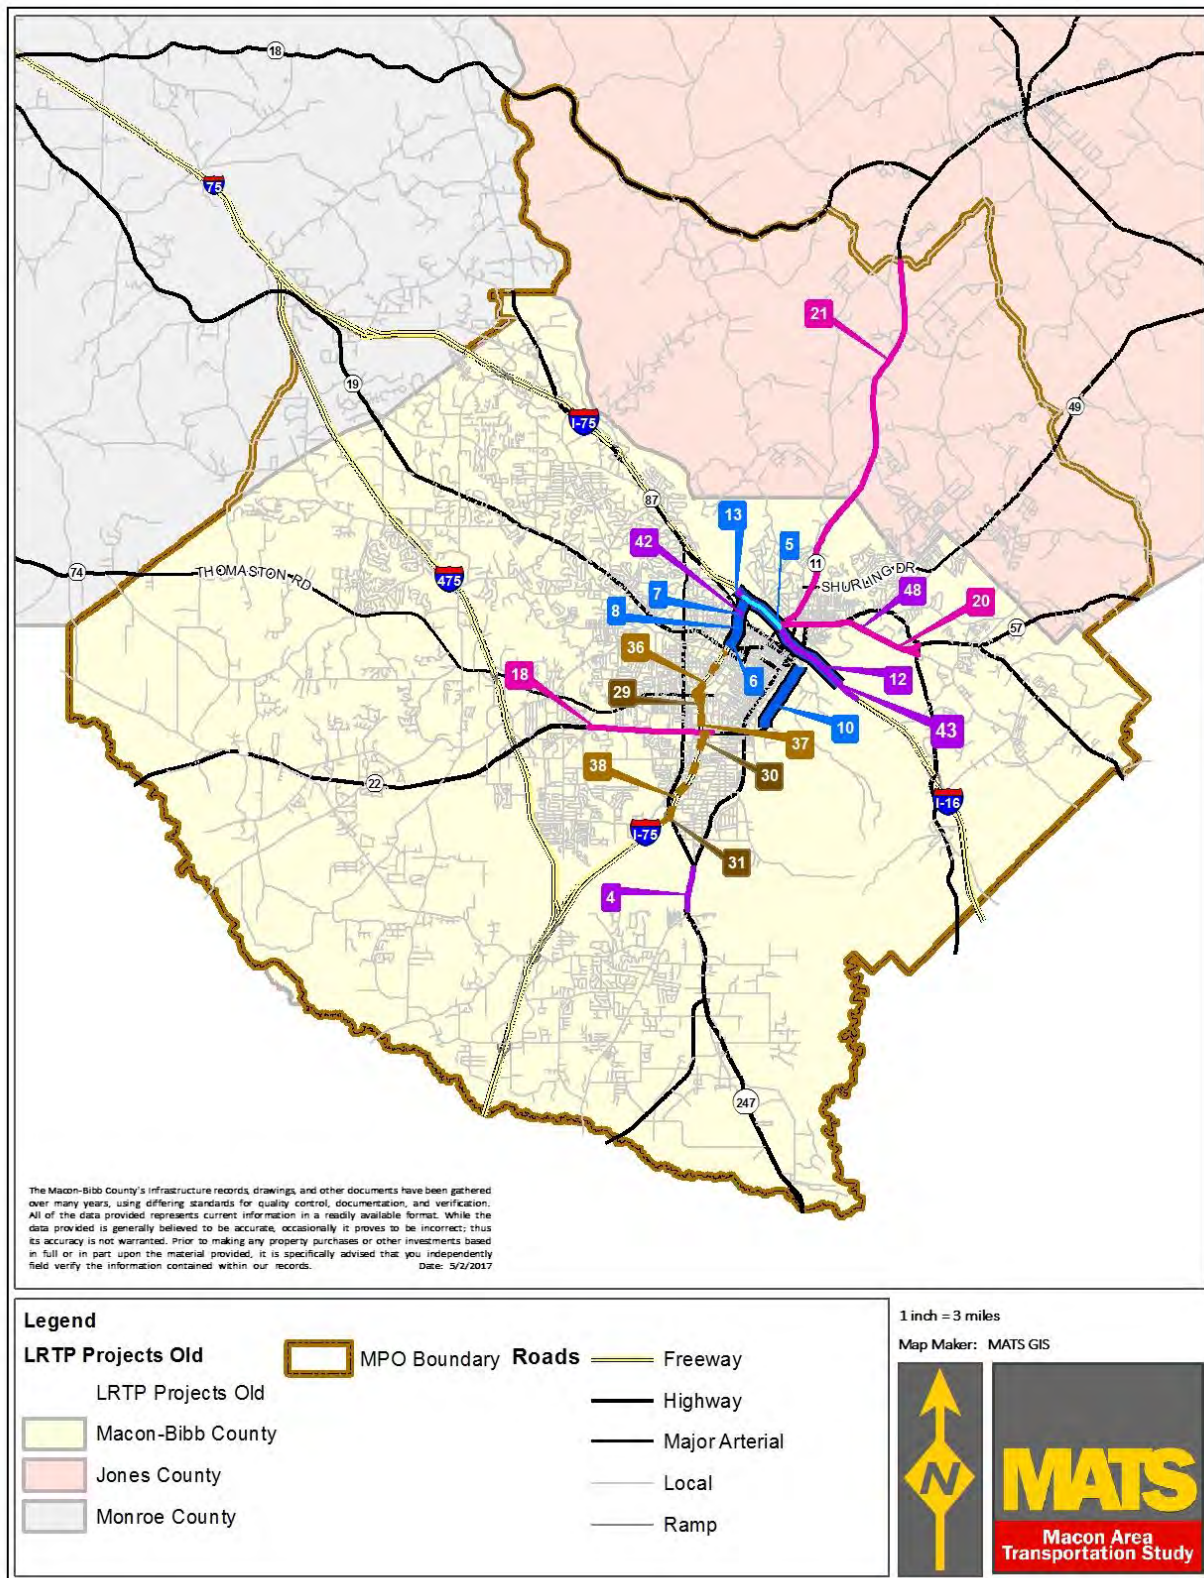 18
75
19
I-75
49
21
87
13
5
42
11
SHURLING DR
74
THOMASTON RD
475
7
48
20
8
57
36
18
6
12
29
10
43
37
30
38
22
I-16
I-75
31
4
247
The Macon-Bibb County's infrastructure records, drawings, and other documents have been gathered
over many years, using differing standards for quality control, documentation, and verification.
All of the data provided represents current information in a readily available format. While the
data provided is generally believed to be accurate, occasionally it proves to be incorrect; thus
its accuracy is not warranted. Prior to making any property purchases or other investments based
in full or in part upon the material provided, it is specifically advised that you independently
field verify the information contained within our records. Date: 5/2/2017
Legend
LRTP Projects Old
LRTP Projects Old
Macon-Bibb County
Jones County
Monroe County
MPO Boundary
Roads
Freeway
Highway
Major Arterial
Local
Ramp
1 inch = 3 miles
Map Maker: MATS GIS
N
MATS
Macon Area
Transportation Study